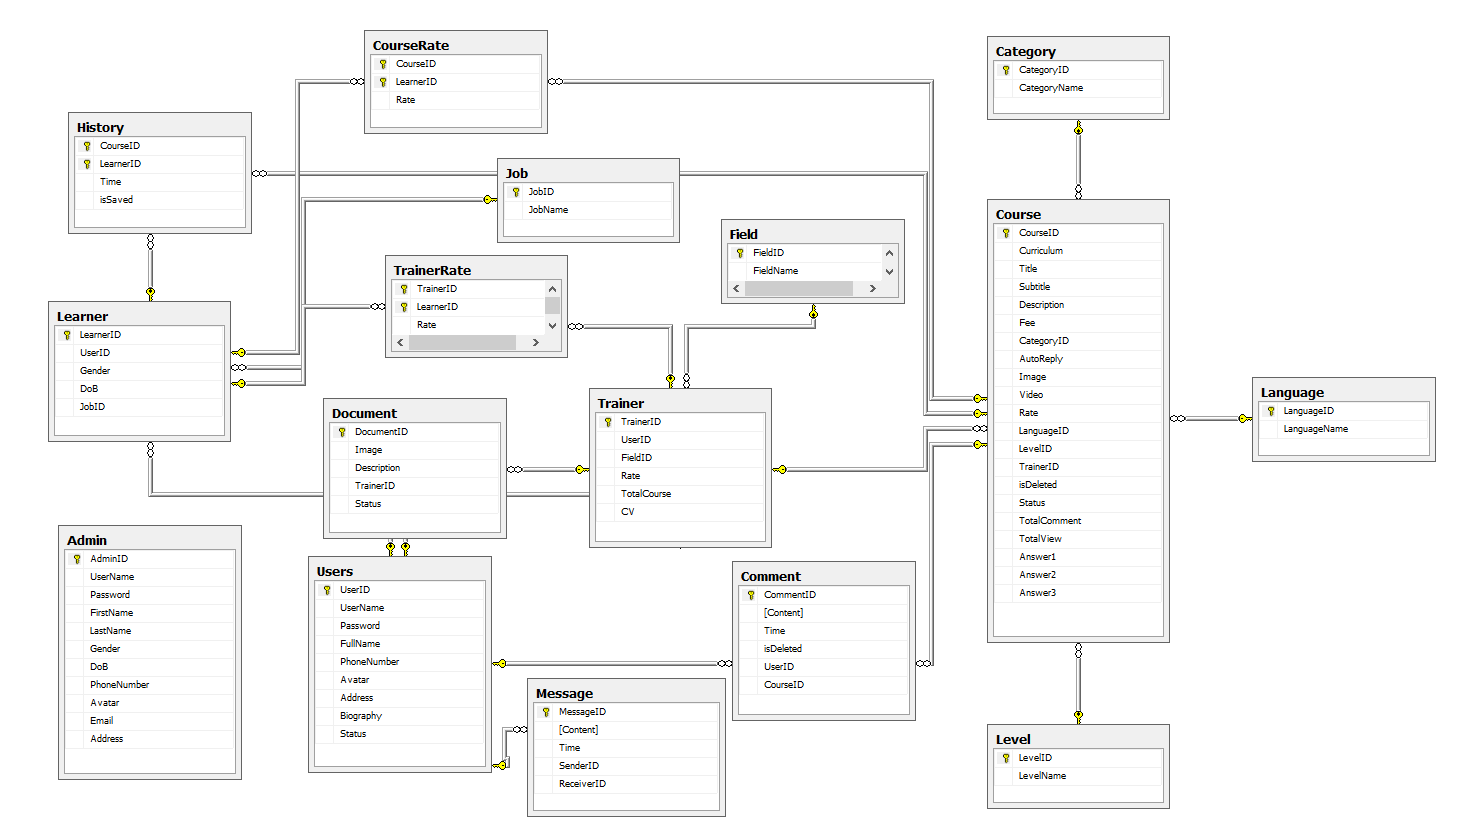 CourseRate
CourseID
LearnerID
Rate
Category
CategoryID
CategoryName
History
CourseID
LearnerID
Time
isSaved
Job
JobID
JobName
Course
CourseID
Curriculum
Title
Subtitle
Description
Fee
CategoryID
AutoReply
Image
Video
Rate
LanguageID
LevelID
TrainerID
isDeleted
Status
TotalComment
TotalView
Answer1
Answer2
Answer3
Field
FieldID
FieldName
TrainerRate
TrainerID
LearnerID
Rate
Learner
LearnerID
UserID
Gender
DoB
JobID
Language
LanguageID
LanguageName
Trainer
TrainerID
UserID
FieldID
Rate
TotalCourse
CV
Document
DocumentID
Image
Description
TrainerID
Status
Admin
AdminID
UserName
Password
FirstName
LastName
Gender
DoB
PhoneNumber
Avatar
Email
Address
Users
UserID
UserName
Password
FullName
PhoneNumber
Avatar
Address
Biography
Status
Comment
CommentID
[Content]
Time
isDeleted
UserID
CourseID
Message
MessageID
[Content]
Time
SenderID
ReceiverID
Level
LevelID
LevelName